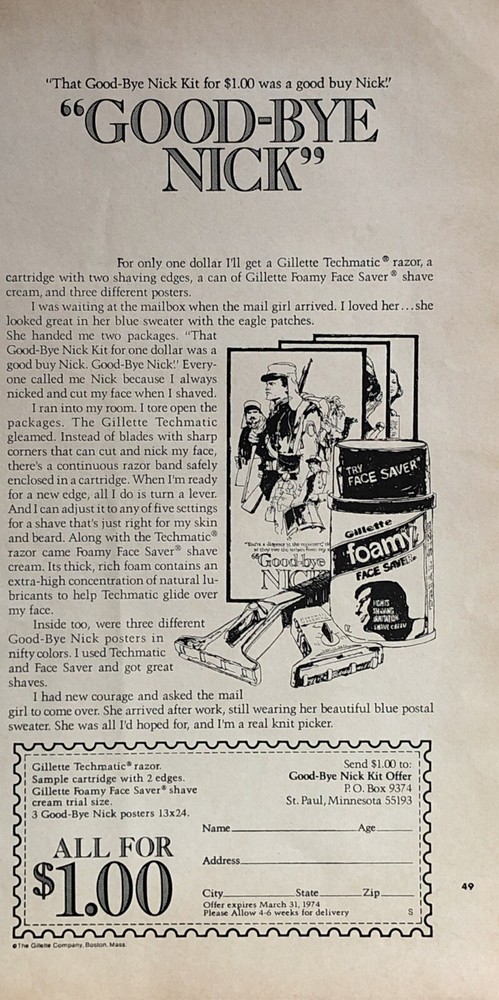 "That Good-Bye Nick Kit for $1.00 was a good buy Nick."
"GOOD-BYE
NICK"
For only one dollar I'll get a Gillette Techmatic® razor, a
cartridge with two shaving edges, a can of Gillette Foamy Face Saver® shave
cream, and three different posters.
I was waiting at the mailbox when the mail girl arrived. I loved her...she
looked great in her blue sweater with the eagle patches.
She handed me two packages. "That
Good-Bye Nick Kit for one dollar was a
good buy Nick. Good-Bye Nick." Every-
one called me Nick because I always
nicked and cut my face when I shaved.
I ran into my room. I tore open the
packages. The Gillette Techmatic
gleamed. Instead of blades with sharp
corners that can cut and nick my face,
there's a continuous razor band safely
enclosed in a cartridge. When I'm ready
for a new edge, all I do is turn a lever.
And I can adjust it to any of five settings
for a shave that's just right for my skin
and beard. Along with the Techmatic®
razor came Foamy Face Saver® shave
cream. Its thick, rich foam contains an
extra-high concentration of natural lu-
bricants to help Techmatic glide over
my face.
Inside too, were three different
Good-Bye Nick posters in
nifty colors. I used Techmatic
and Face Saver and got great
shaves.
I had new courage and asked the mail
girl to come over. She arrived after work, still wearing her beautiful blue postal
sweater. She was all I'd hoped for, and I'm a real knit picker.
"Good-bye
NICK
"TRY
FACE SAVER"
Gillette
foamy
FACE SAVER
FIGHTS
SHAVING
IRRITATION
Gillette Techmatic® razor.
Sample cartridge with 2 edges.
Gillette Foamy Face Saver® shave
cream trial size.
3 Good-Bye Nick posters 13x24.
ALL FOR
$1.00
Send $1.00 to:
Good-Bye Nick Kit Offer
P.O. Box 9374
St. Paul, Minnesota 55193
Name Age
Address
City State Zip
Offer expires March 31, 1974
Please Allow 4-6 weeks for delivery S
49
©The Gillette Company, Boston, Mass.